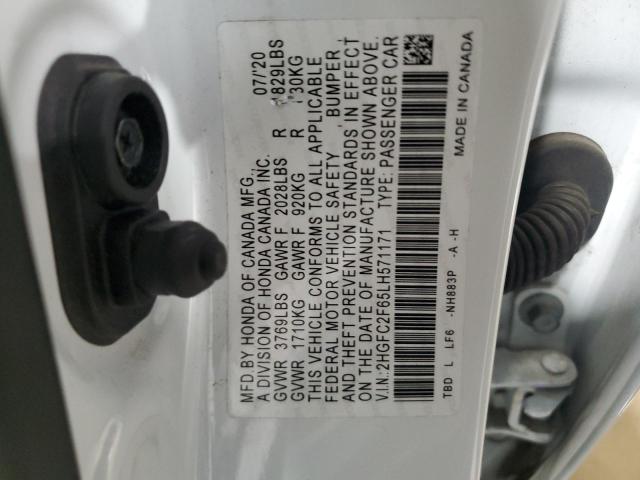 MFD BY HONDA OF CANADA MFG. 07/'20
A DIVISION OF HONDA CANADA INC.
GVWR 3769LBS GAWR F 2028LBS R 829LBS
GVWR 1710KG GAWR F 920KG R 30KG
THIS VEHICLE CONFORMS TO ALL APPLICABLE
FEDERAL MOTOR VEHICLE SAFETY, BUMPER,
AND THEFT PREVENTION STANDARDS IN EFFECT
ON THE DATE OF MANUFACTURE SHOWN ABOVE.
V.I.N.:2HGFC2F65LH571171 TYPE: PASSENGER CAR
TBD L LF6 -NH883P -A -H MADE IN CANADA